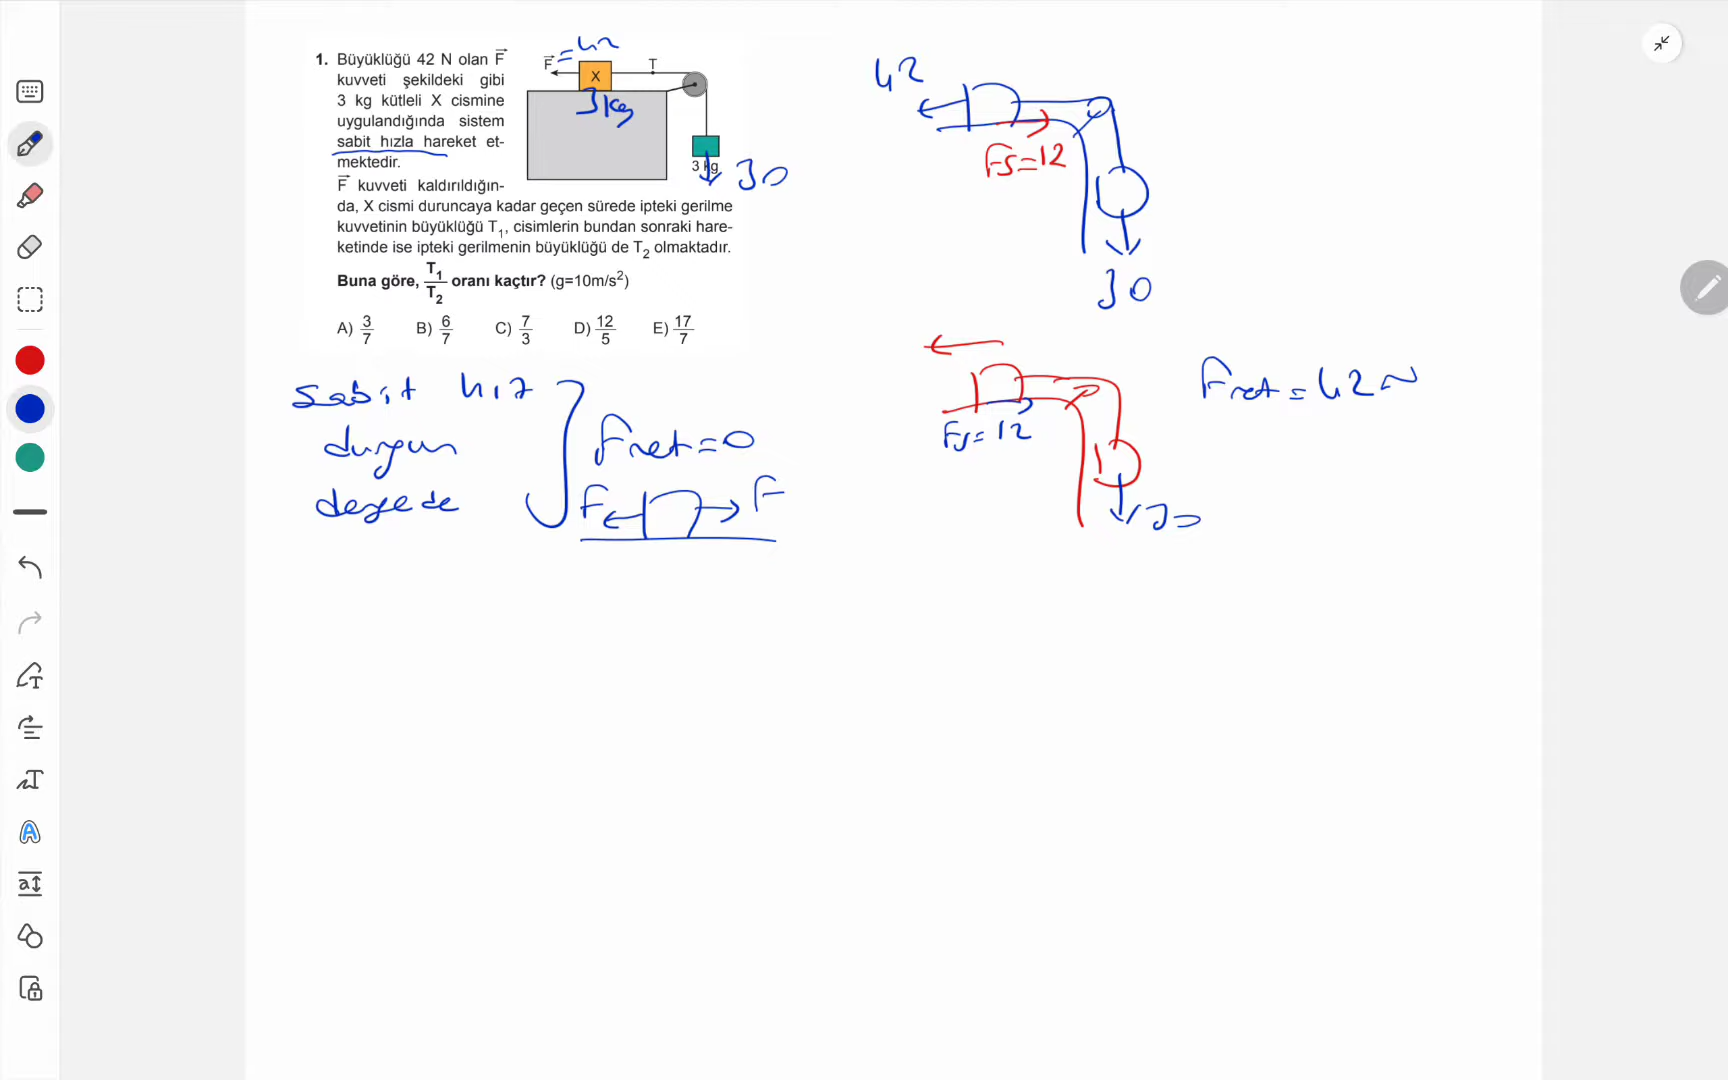 1. Büyüklüğü 42 N olan F
kuvveti şekildeki gibi
3 kg kütleli X cismine
uygulandığında sistem
sabit hızla hareket et-
mektedir.
F kuvveti kaldırıldığın-
da, X cismi duruncaya kadar geçen sürede ipteki gerilme
kuvvetinin büyüklüğü T₁, cisimlerin bundan sonraki hare-
ketinde ise ipteki gerilmenin büyüklüğü de T₂ olmaktadır.
Buna göre, T₁/T₂ oranı kaçtır? (g=10m/s²)
A) 3/7 B) 6/7 C) 7/3 D) 12/5 E) 17/7
F = 42
X
T
3kg
3 kg
30
42
Fs=12
30
Fs=12
30
Fnet = 42 N
Sabit hız
durgun
dengede
Fnet=0
F F